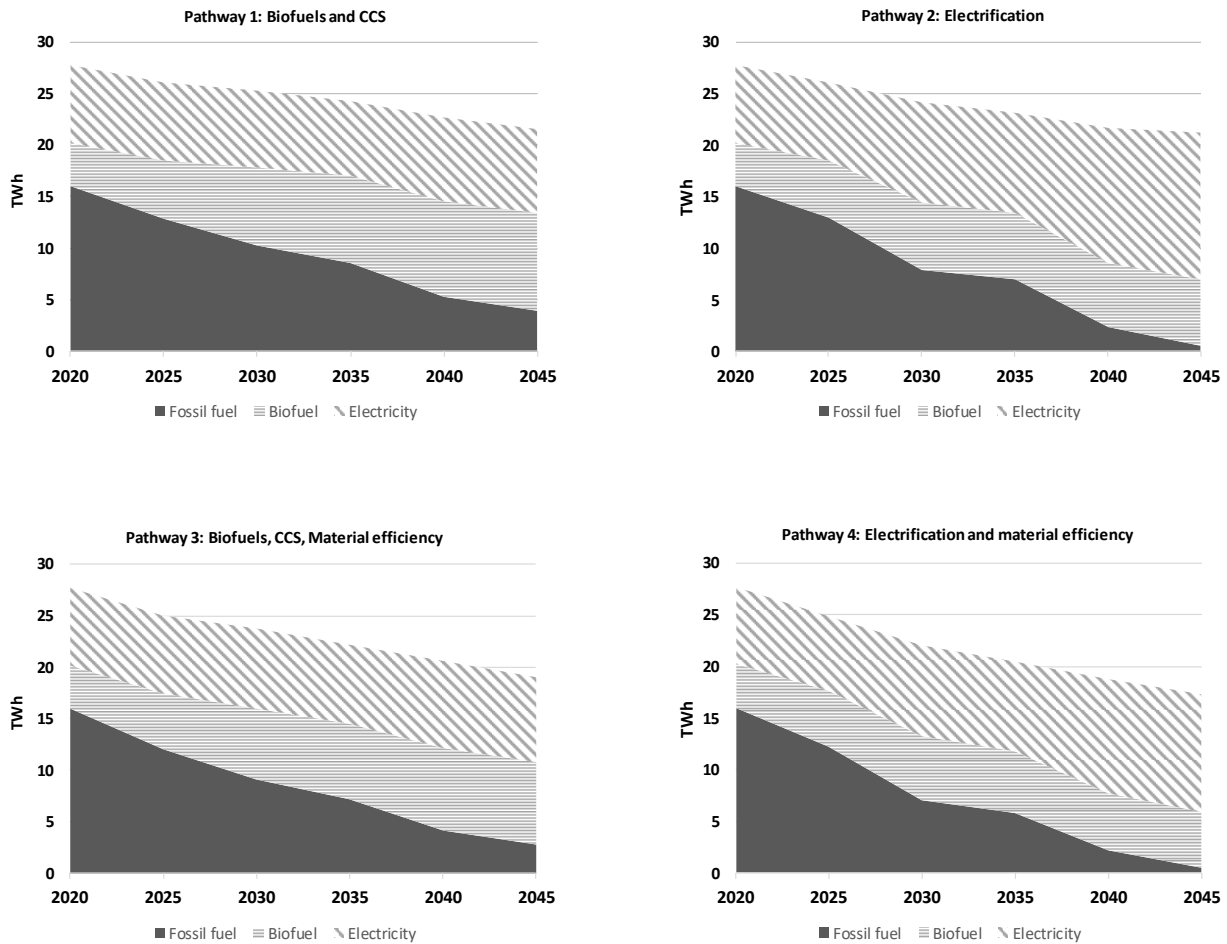 Pathway 1: Biofuels and CCS
30
25
20
15
10
5
0
TWh
2020 2025 2030 2035 2040 2045
Fossil fuel Biofuel Electricity
Pathway 2: Electrification
30
25
20
15
10
5
0
TWh
2020 2025 2030 2035 2040 2045
Fossil fuel Biofuel Electricity
Pathway 3: Biofuels, CCS, Material efficiency
30
25
20
15
10
5
0
TWh
2020 2025 2030 2035 2040 2045
Fossil fuel Biofuel Electricity
Pathway 4: Electrification and material efficiency
30
25
20
15
10
5
0
TWh
2020 2025 2030 2035 2040 2045
Fossil fuel Biofuel Electricity